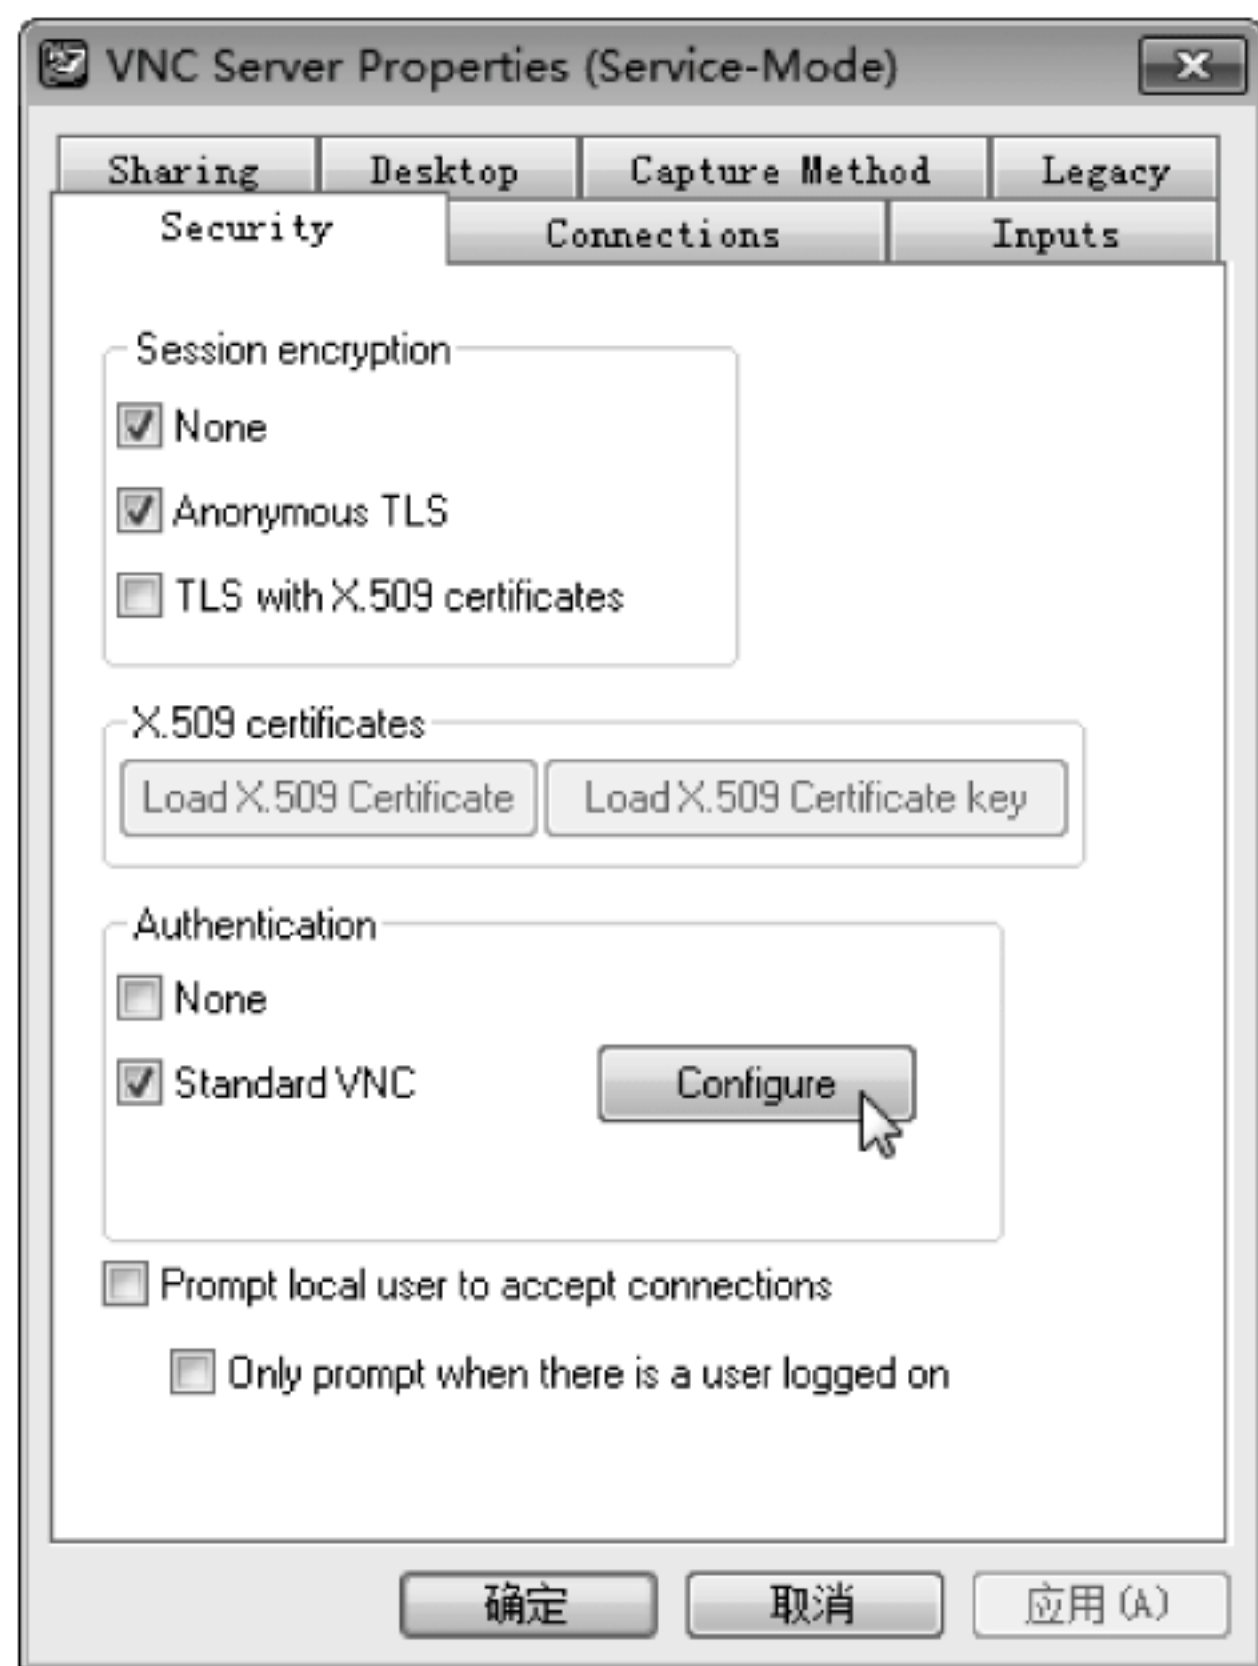 VNC Server Properties (Service-Mode)
Sharing Desktop Capture Method Legacy
Security Connections Inputs
Session encryption
None
Anonymous TLS
TLS with X.509 certificates
X.509 certificates
Load X.509 Certificate Load X.509 Certificate key
Authentication
None
Standard VNC Configure
Prompt local user to accept connections
Only prompt when there is a user logged on
确定 取消 应用(A)